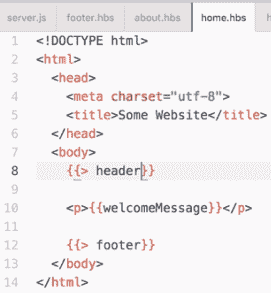 server.js footer.hbs about.hbs home.hbs h
1 <!DOCTYPE html>
2 <html>
3 <head>
4 <meta charset="utf-8">
5 <title>Some Website</title>
6 </head>
7 <body>
8 {{> header}}
9
10 <p>{{welcomeMessage}}</p>
11
12 {{> footer}}
13 </body>
14 </html>